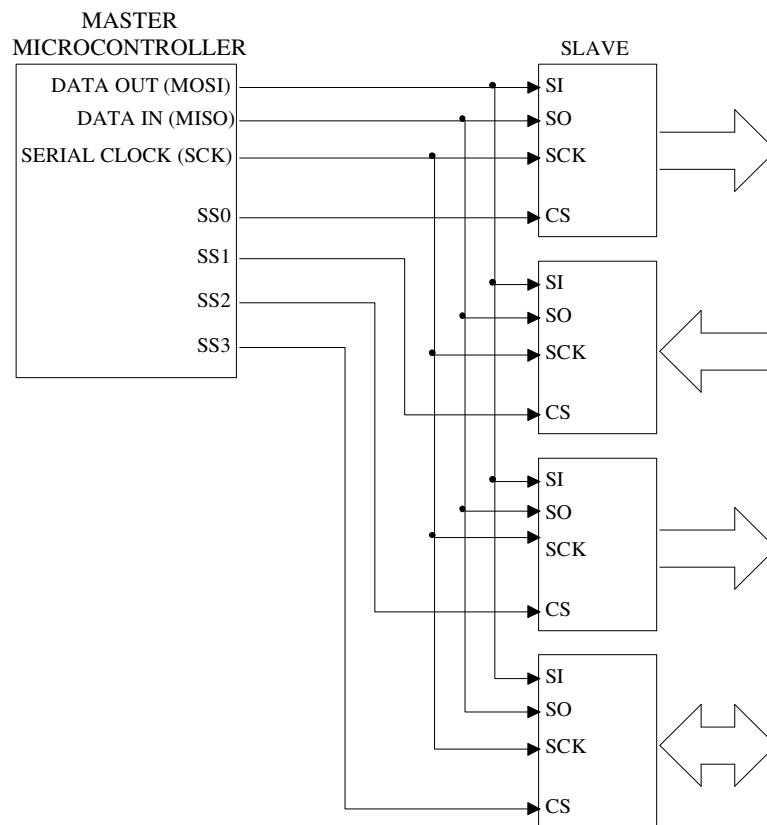 MASTER
MICROCONTROLLER
DATA OUT (MOSI)
DATA IN (MISO)
SERIAL CLOCK (SCK)
SS0
SS1
SS2
SS3
SLAVE
SI
SO
SCK
CS
SI
SO
SCK
CS
SI
SO
SCK
CS
SI
SO
SCK
CS